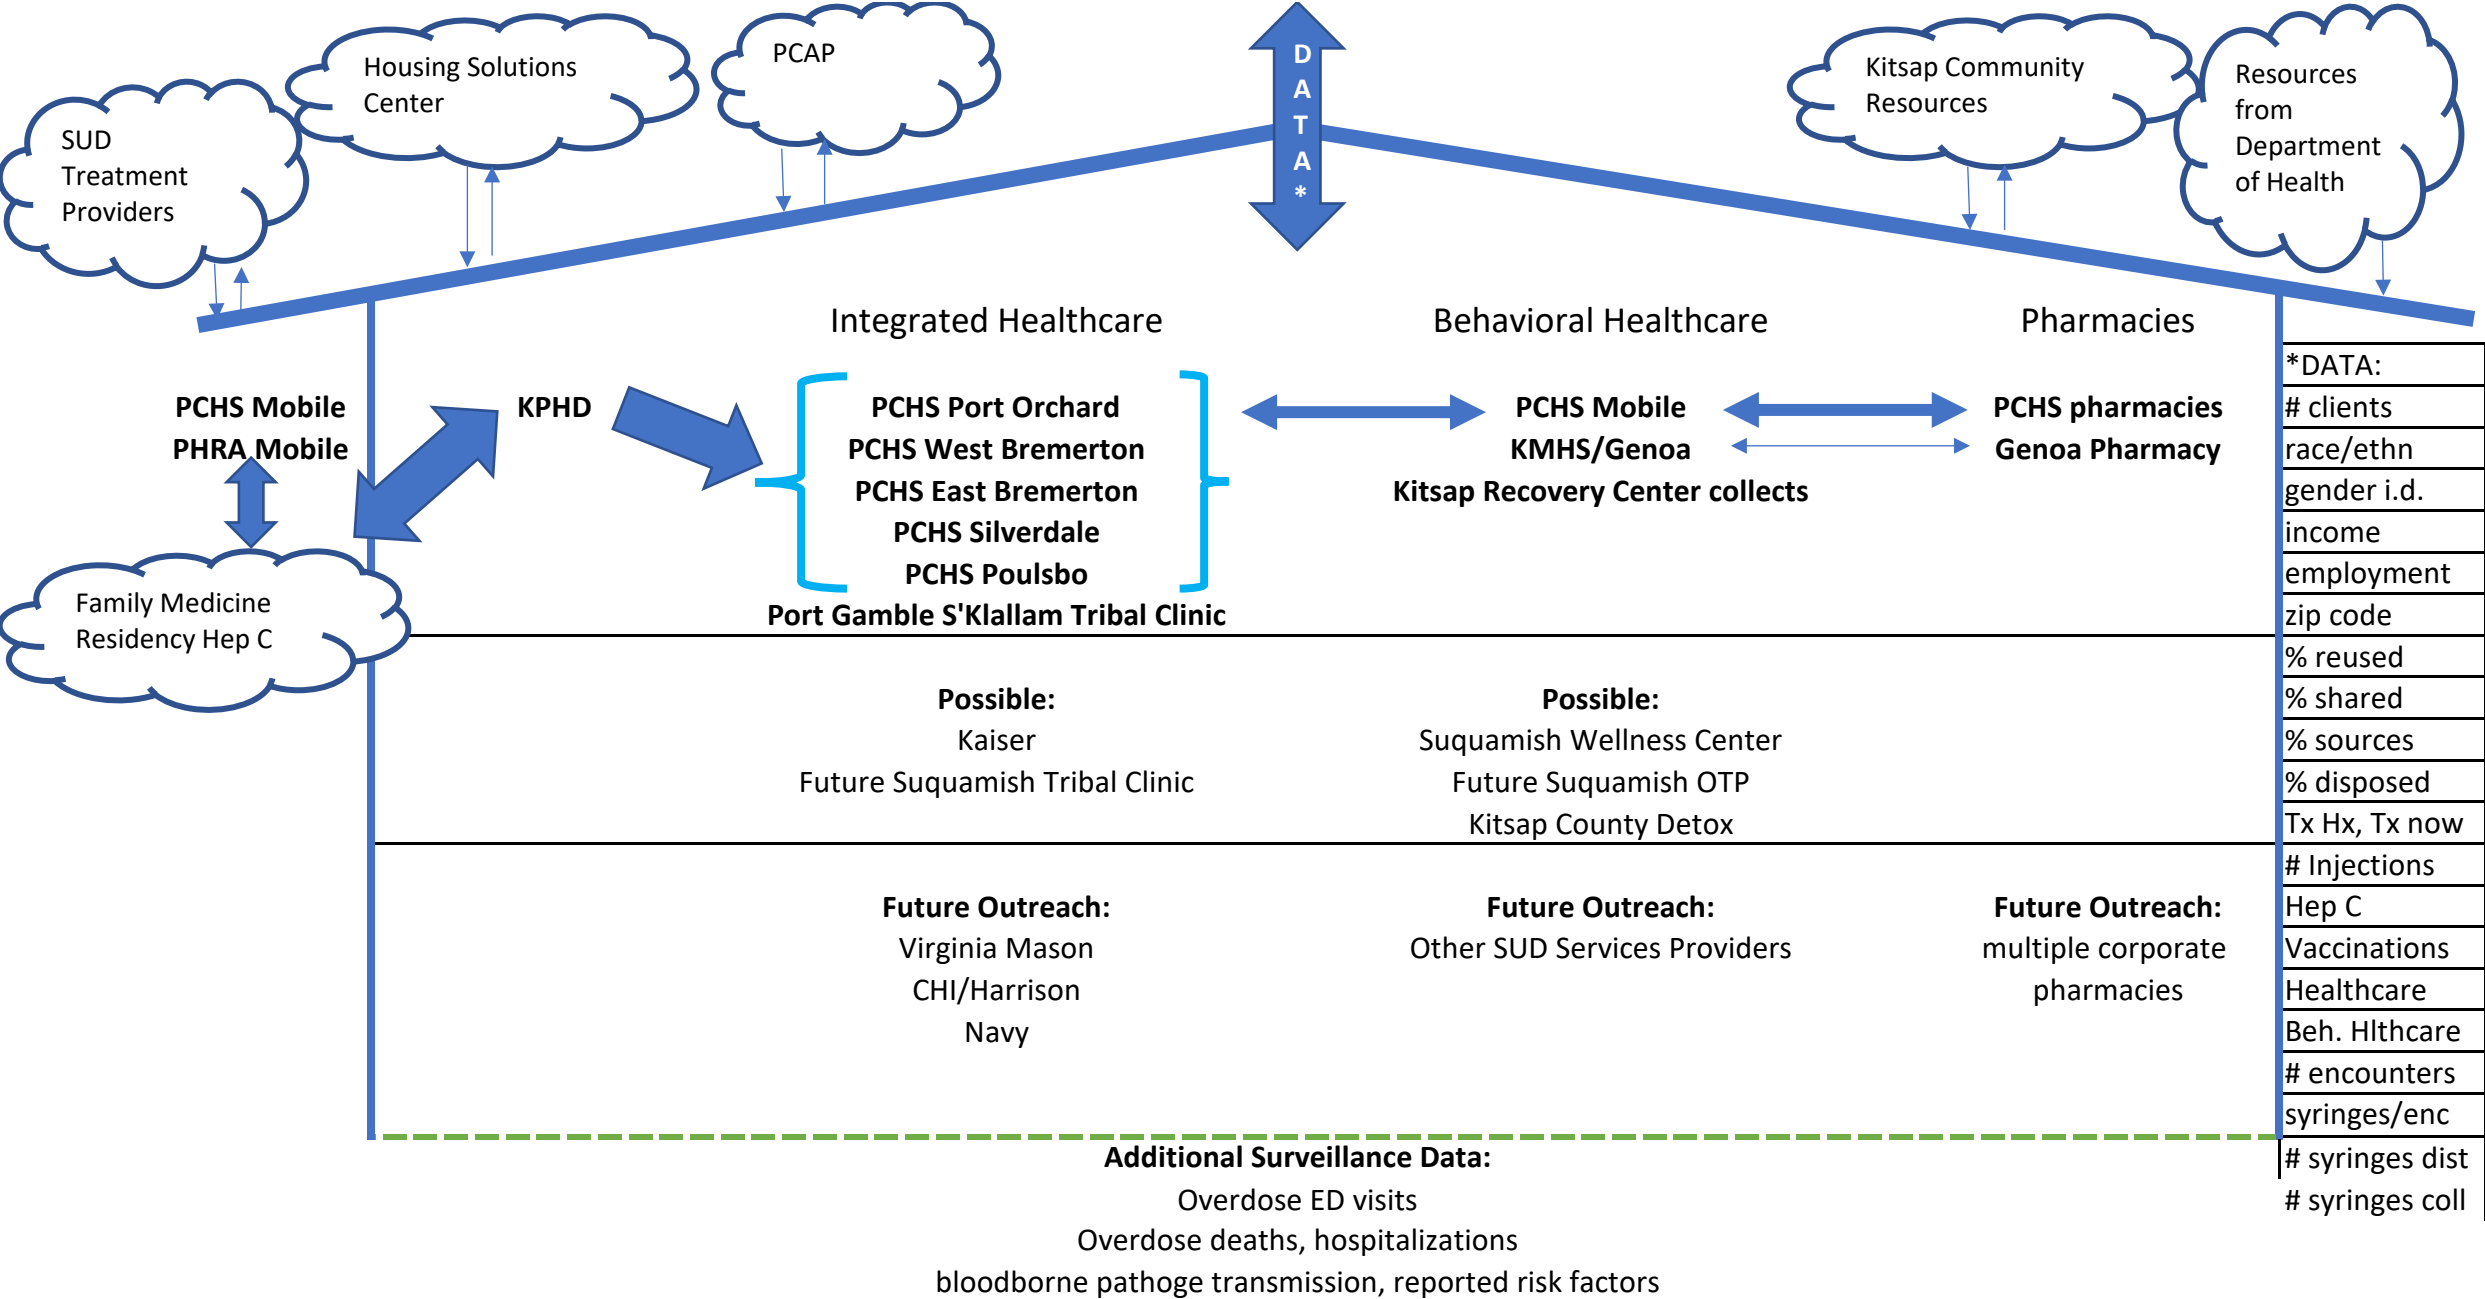 SUD
Treatment
Providers
Housing Solutions
Center
PCAP
D
A
T
A
*
Kitsap Community
Resources
Resources
from
Department
of Health
Integrated Healthcare
Behavioral Healthcare
Pharmacies
PCHS Mobile
PHRA Mobile
KPHD
PCHS Port Orchard
PCHS West Bremerton
PCHS East Bremerton
PCHS Silverdale
PCHS Poulsbo
Port Gamble S'Klallam Tribal Clinic
PCHS Mobile
KMHS/Genoa
Kitsap Recovery Center collects
PCHS pharmacies
Genoa Pharmacy
Family Medicine
Residency Hep C
Possible:
Kaiser
Future Suquamish Tribal Clinic
Possible:
Suquamish Wellness Center
Future Suquamish OTP
Kitsap County Detox
Future Outreach:
Virginia Mason
CHI/Harrison
Navy
Future Outreach:
Other SUD Services Providers
Future Outreach:
multiple corporate
pharmacies
*DATA:
# clients
race/ethn
gender i.d.
income
employment
zip code
% reused
% shared
% sources
% disposed
Tx Hx, Tx now
# Injections
Hep C
Vaccinations
Healthcare
Beh. Hlthcare
# encounters
syringes/enc
# syringes dist
# syringes coll
Additional Surveillance Data:
Overdose ED visits
Overdose deaths, hospitalizations
bloodborne pathoge transmission, reported risk factors